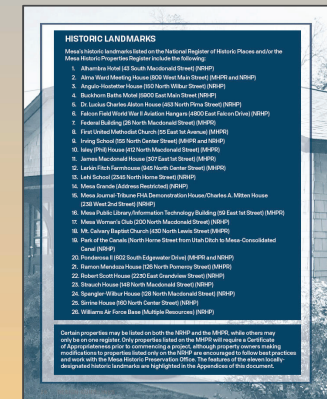 HISTORIC LANDMARKS
Mesa's historic landmarks listed on the National Register of Historic Places and/or the
Mesa Historic Properties Register include the following:
1. Alhambra Hotel (43 South Macdonald Street) (NRHP)
2. Alma Ward Meeting House (809 West Main Street) (MHPR and NRHP)
3. Angulo-Hostetter House (150 North Wilbur Street) (NRHP)
4. Buckhorn Baths Motel (5900 East Main Street) (NRHP)
5. Dr. Lucius Charles Alston House (453 North Pima Street) (NRHP)
6. Falcon Field World War II Aviation Hangars (4800 East Falcon Drive) (NRHP)
7. Federal Building (26 North Macdonald Street) (MHPR)
8. First United Methodist Church (55 East 1st Avenue) (MHPR)
9. Irving School (155 North Center Street) (MHPR and NRHP)
10. Isley (Phil) House (412 North Macdonald Street) (MHPR)
11. James Macdonald House (307 East 1st Street) (MHPR)
12. Larkin Fitch Farmhouse (945 North Center Street) (MHPR)
13. Lehi School (2345 North Horne Street) (NRHP)
14. Mesa Grande (Address Restricted) (NRHP)
15. Mesa Journal-Tribune FHA Demonstration House/Charles A. Mitten House
(238 West 2nd Street) (NRHP)
16. Mesa Public Library/Information Technology Building (59 East 1st Street) (MHPR)
17. Mesa Woman's Club (200 North Macdonald Street) (NRHP)
18. Mt. Calvary Baptist Church (430 North Lewis Street) (MHPR)
19. Park of the Canals (North Horne Street from Utah Ditch to Mesa-Consolidated
Canal (NRHP)
20. Ponderosa II (602 South Edgewater Drive) (MHPR and NRHP)
21. Ramon Mendoza House (126 North Pomeroy Street) (MHPR)
22. Robert Scott House (2230 East Grandview Street) (NRHP)
23. Strauch House (148 North Macdonald Street) (NRHP)
24. Spangler-Wilbur House (128 North Macdonald Street) (NRHP)
25. Sirrine House (160 North Center Street) (NRHP)
26. Williams Air Force Base (Multiple Resources) (NRHP)
Certain properties may be listed on both the NRHP and the MHPR, while others may
only be on one register. Only properties listed on the MHPR will require a Certificate
of Appropriateness prior to commencing a project, although property owners making
modifications to properties listed only on the NRHP are encouraged to follow best practices
and work with the Mesa Historic Preservation Office. The features of the eleven locally-
designated historic landmarks are highlighted in the Appendices of this document.